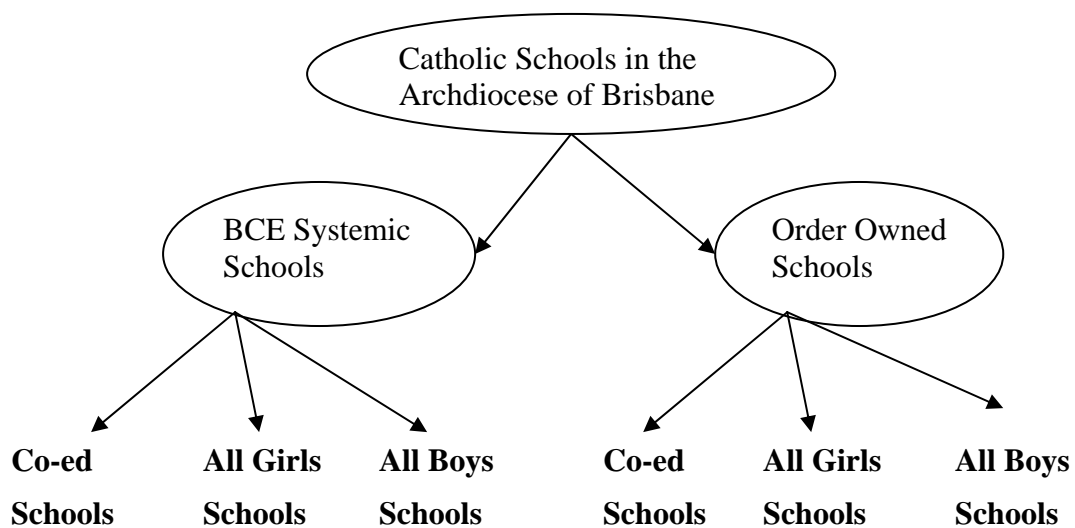 Catholic Schools in the
Archdiocese of Brisbane
BCE Systemic
Schools
Order Owned
Schools
Co-ed
Schools
All Girls
Schools
All Boys
Schools
Co-ed
Schools
All Girls
Schools
All Boys
Schools